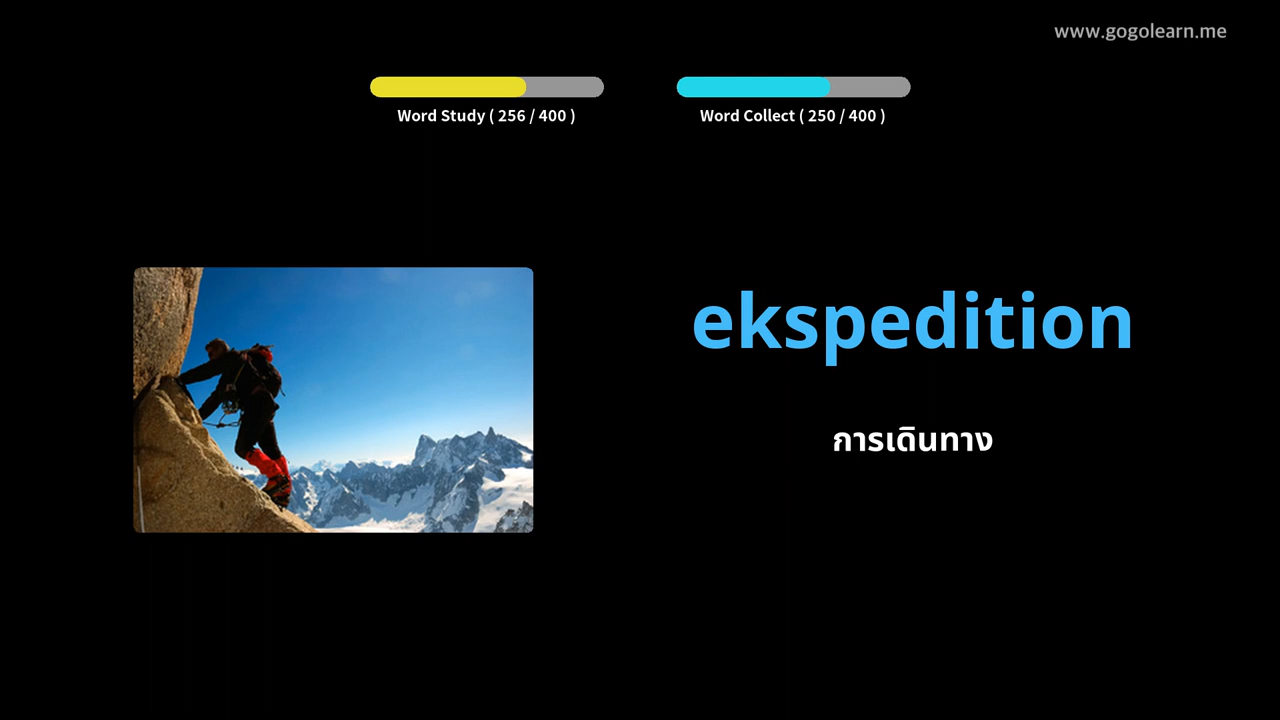 www.gogolearn.me
Word Study ( 256 / 400 )
Word Collect ( 250 / 400 )
ekspedition
การเดินทาง